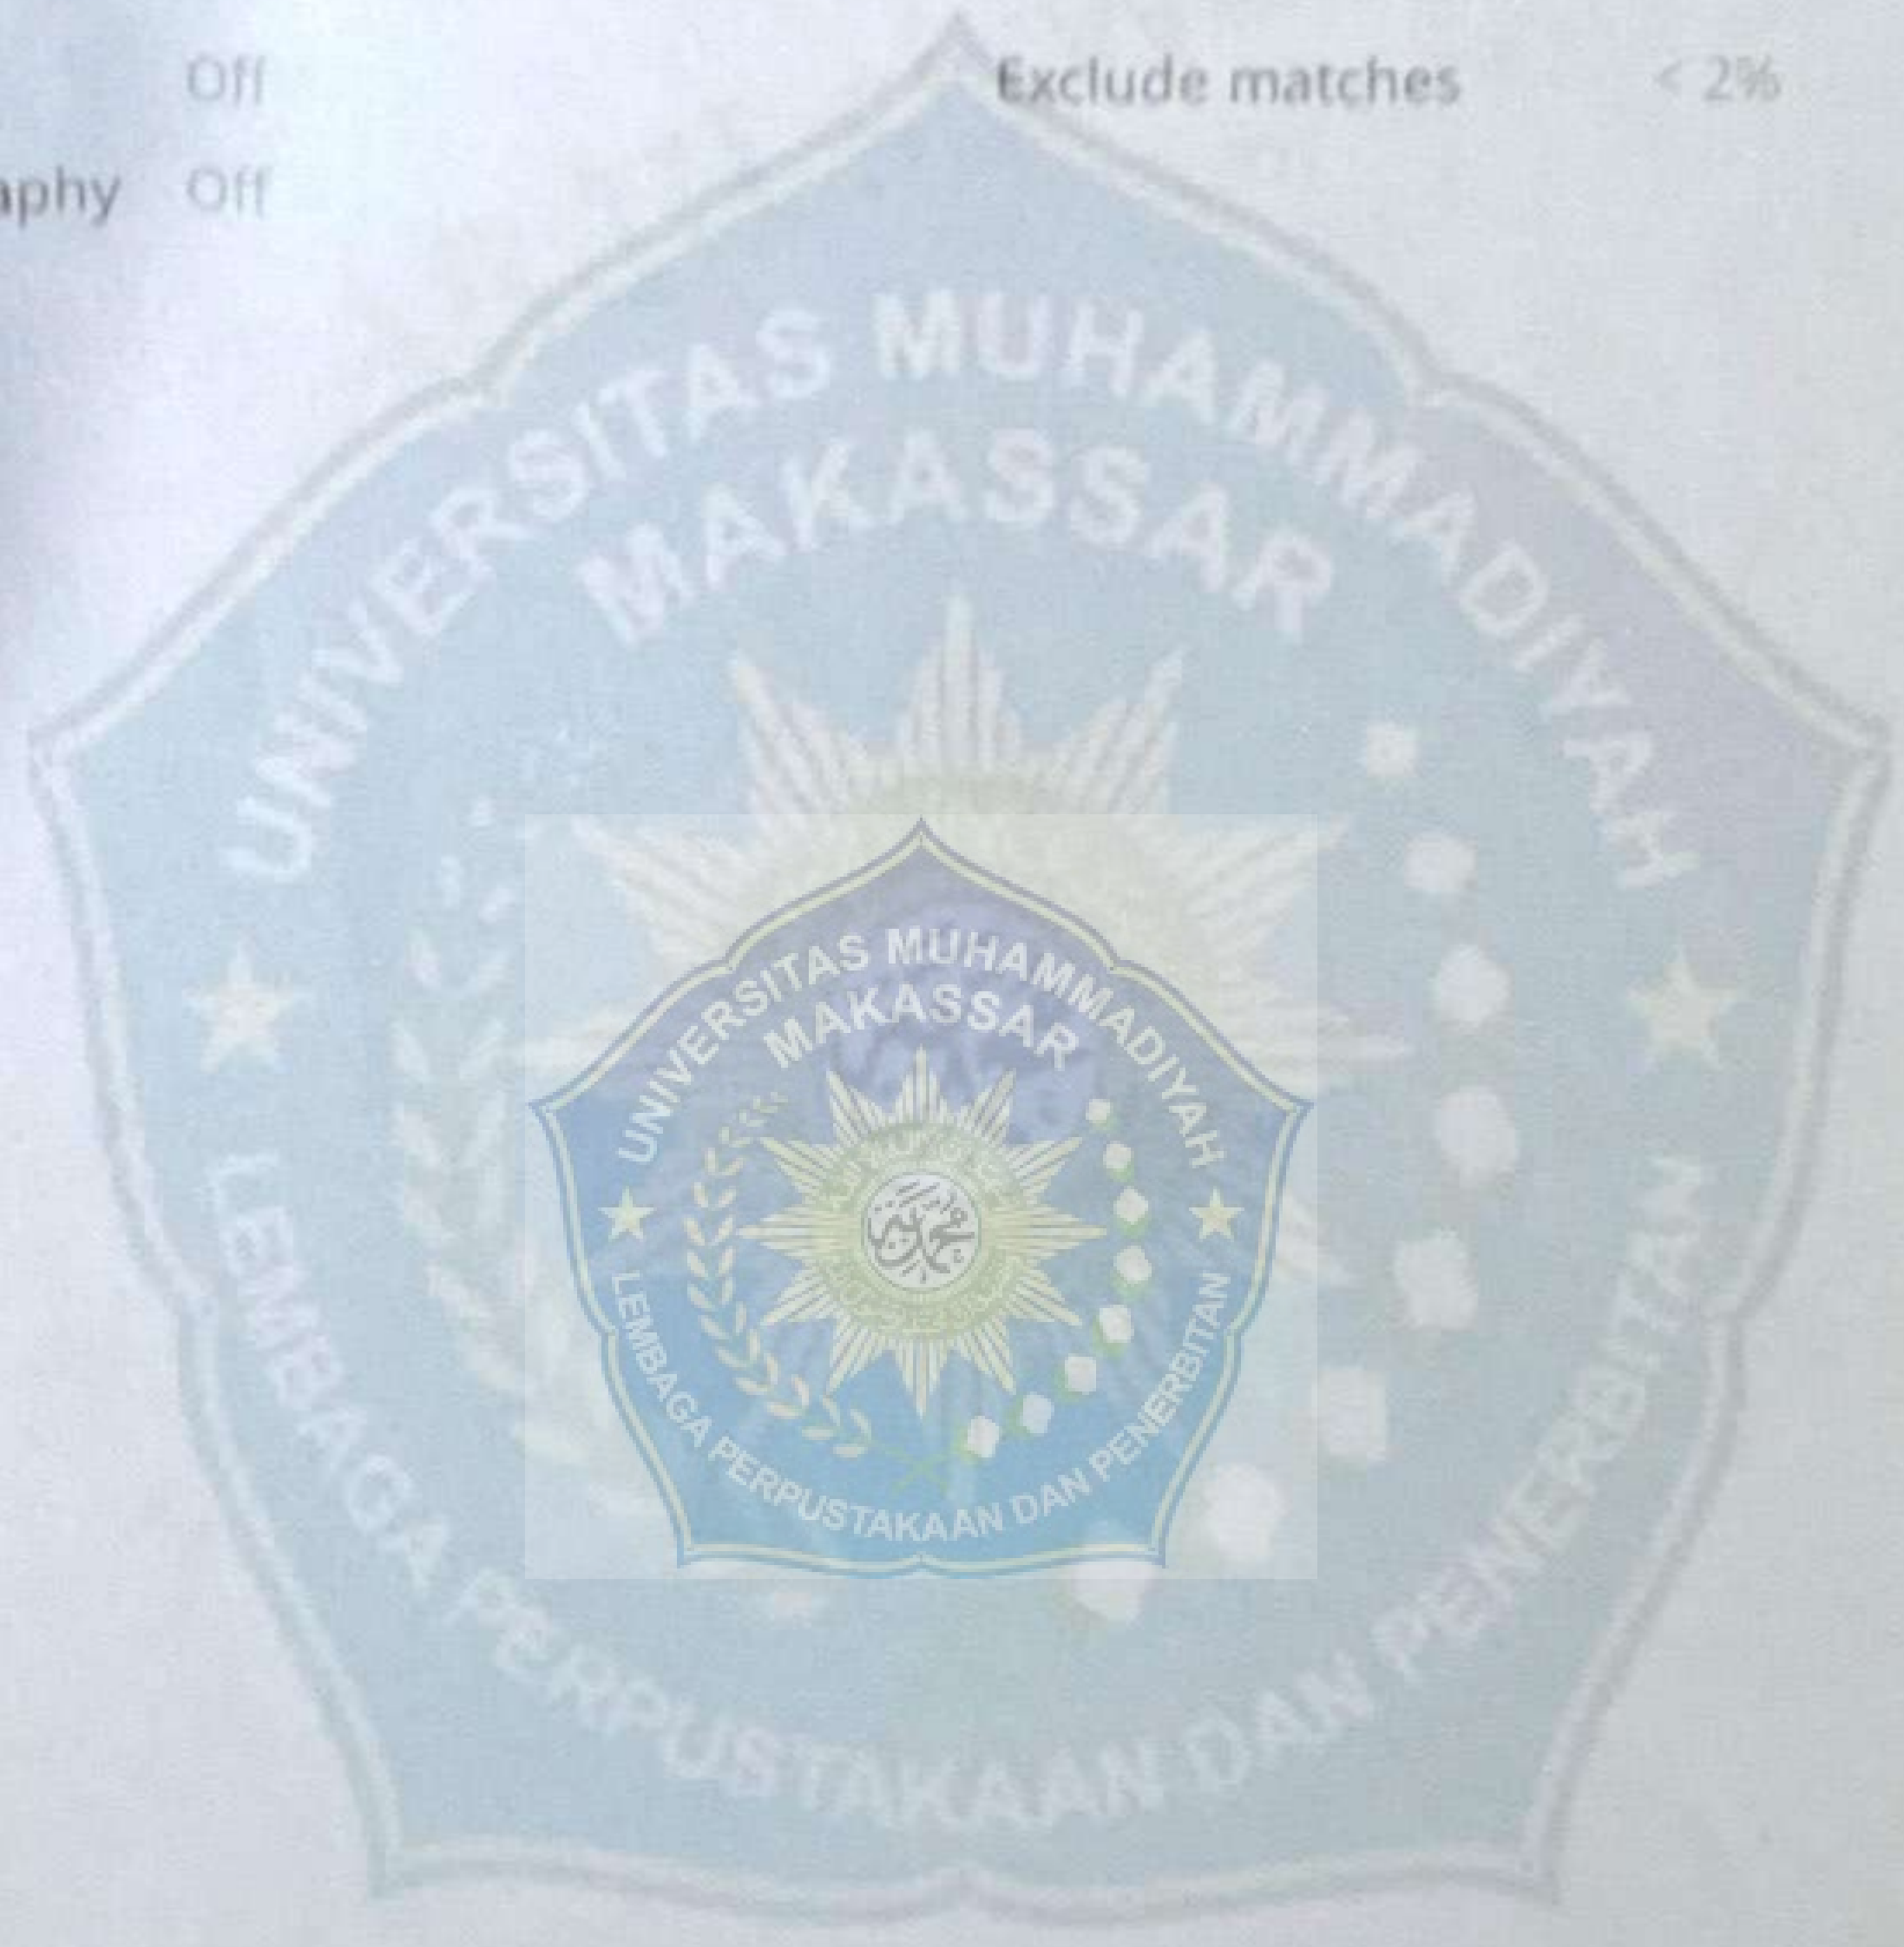 Off
Exclude matches
< 2%
aphy
Off
UNIVERSITAS MUHAMMADIYAH
MAKASSAR
LEMBAGA PERPUSTAKAAN DAN PENERBITAN
UNIVERSITAS MUHAMMADIYAH
MAKASSAR
محمدية
LEMBAGA PERPUSTAKAAN DAN PENERBITAN